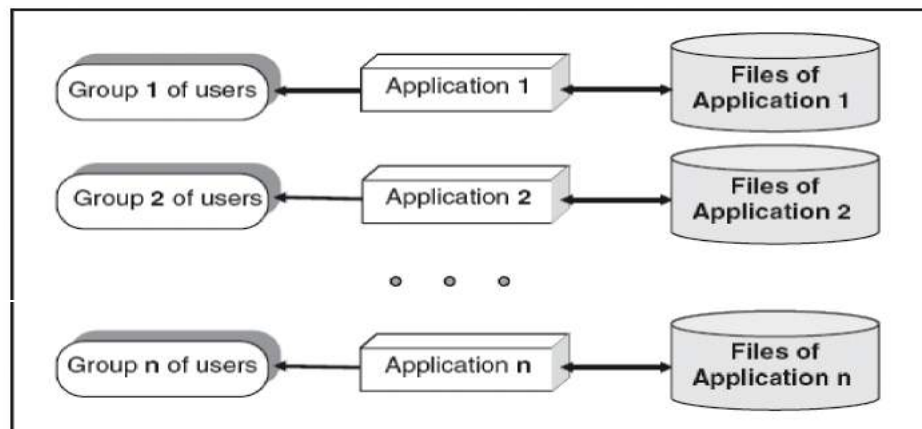 Group 1 of users
Application 1
Files of
Application 1
Group 2 of users
Application 2
Files of
Application 2
Group n of users
Application n
Files of
Application n